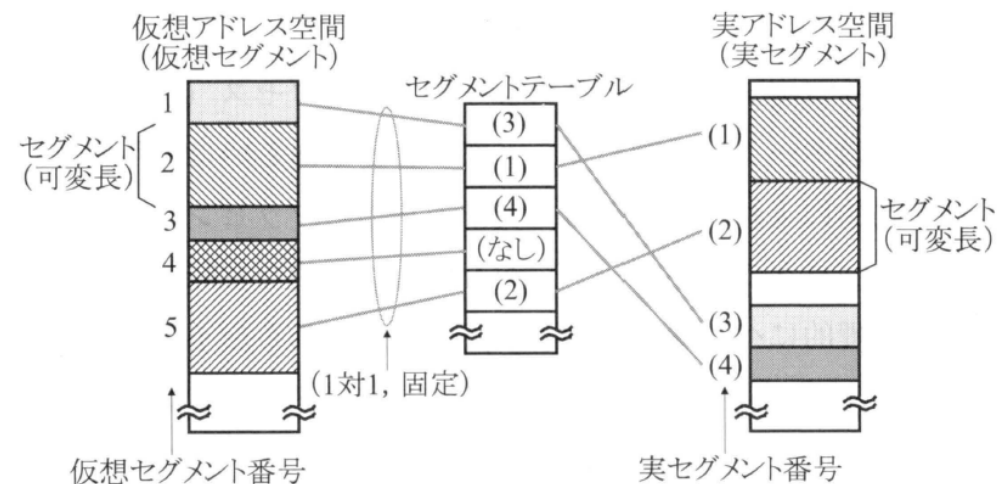 仮想アドレス空間
(仮想セグメント)
実アドレス空間
(実セグメント)
セグメントテーブル
1
2
3
4
5
セグメント
(可変長)
(3)
(1)
(4)
(なし)
(2)
(1)
(2)
(3)
(4)
セグメント
(可変長)
(1対1, 固定)
仮想セグメント番号
実セグメント番号